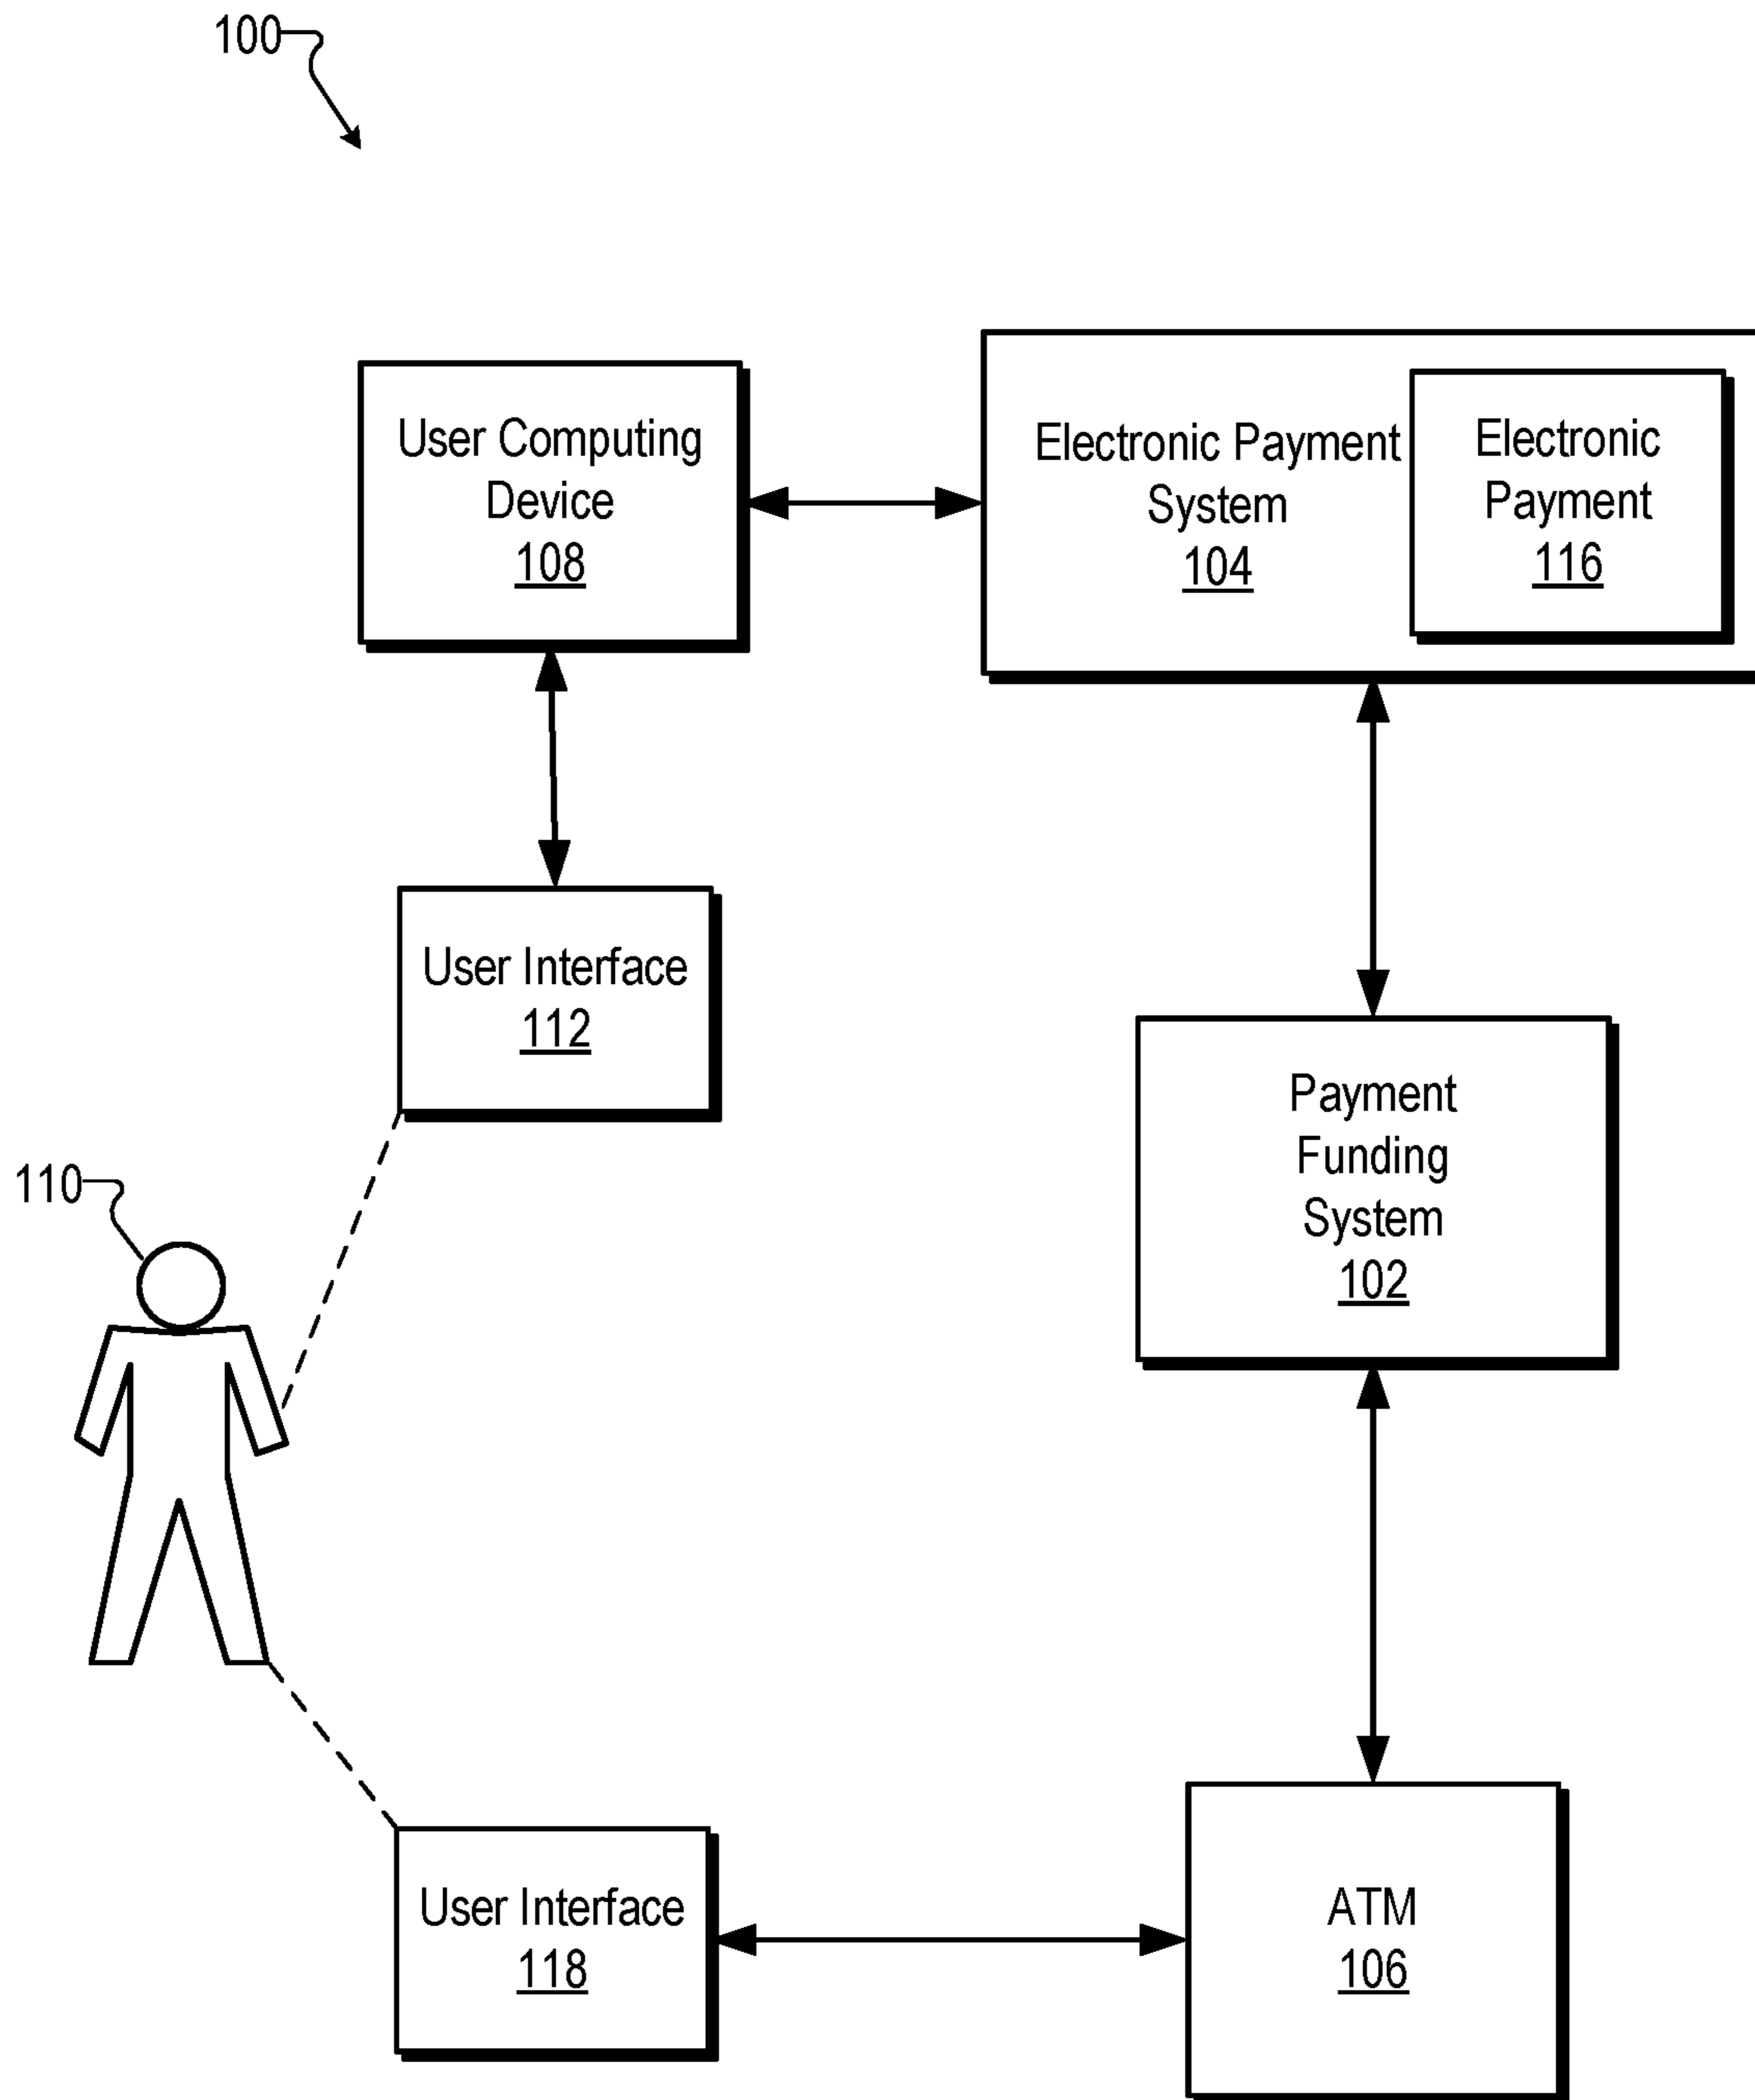 100
User Computing
Device
108
Electronic Payment
System
104
Electronic
Payment
116
User Interface
112
Payment
Funding
System
102
110
User Interface
118
ATM
106